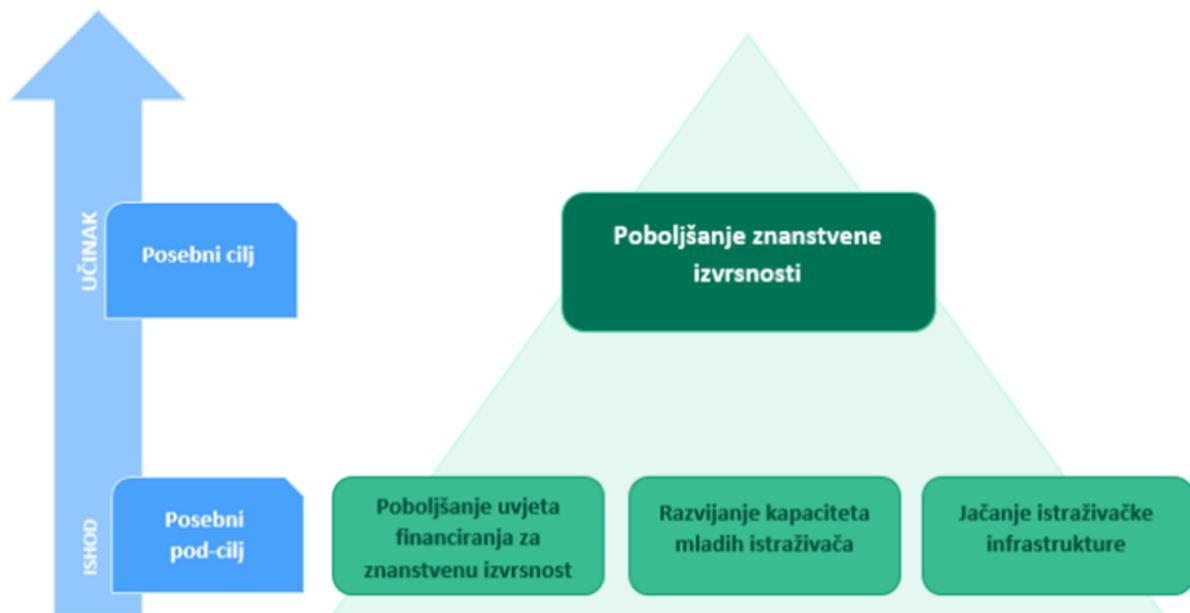 UČINAK
Posebni cilj
Poboljšanje znanstvene
izvrsnosti
ISHOD
Posebni
pod-cilj
Poboljšanje uvjeta
financiranja za
znanstvenu izvrsnost
Razvijanje kapaciteta
mladih istraživača
Jačanje istraživačke
infrastrukture